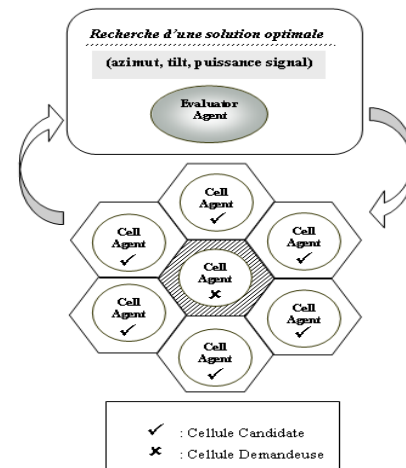 Recherche d'une solution optimale
(azimut, tilt, puissance signal)
Evaluator
Agent
Cell
Agent
✓
Cell
Agent
✓
Cell
Agent
✓
Cell
Agent
✗
Cell
Agent
✓
Cell
Agent
✓
Cell
Agent
✓
✓ : Cellule Candidate
✗ : Cellule Demandeuse